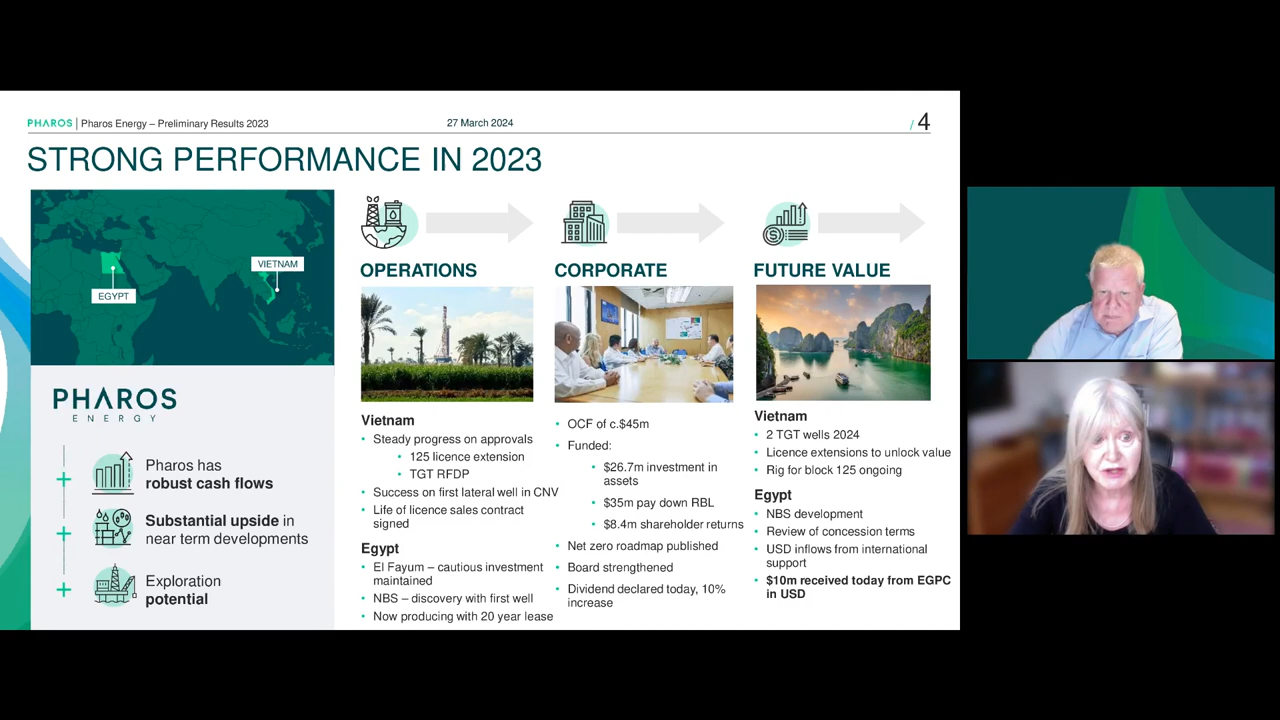 PHAROS | Pharos Energy – Preliminary Results 2023
27 March 2024
/ 4
STRONG PERFORMANCE IN 2023
EGYPT
VIETNAM
PHAROS
ENERGY
+ Pharos has
robust cash flows
+ Substantial upside in
near term developments
+ Exploration
potential
OPERATIONS
Vietnam
• Steady progress on approvals
• 125 licence extension
• TGT RFDP
• Success on first lateral well in CNV
• Life of licence sales contract
signed
Egypt
• El Fayum – cautious investment
maintained
• NBS – discovery with first well
• Now producing with 20 year lease
CORPORATE
• OCF of c.$45m
• Funded:
• $26.7m investment in
assets
• $35m pay down RBL
• $8.4m shareholder returns
• Net zero roadmap published
• Board strengthened
• Dividend declared today, 10%
increase
FUTURE VALUE
Vietnam
• 2 TGT wells 2024
• Licence extensions to unlock value
• Rig for block 125 ongoing
Egypt
• NBS development
• Review of concession terms
• USD inflows from international
support
• $10m received today from EGPC
in USD